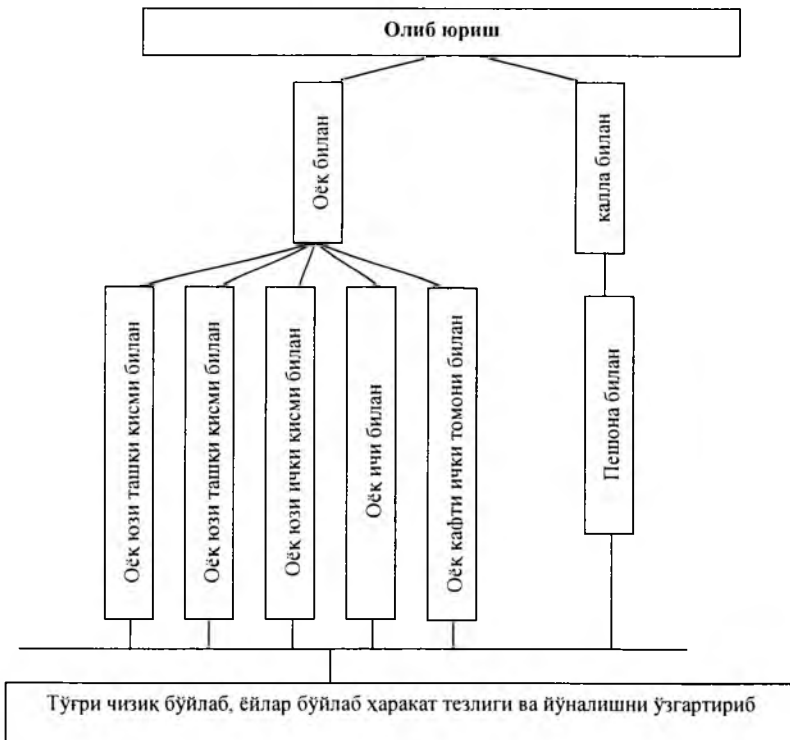 Олиб юриш
Оёқ билан
калла билан
Оёқ юзи ташки қисми билан
Оёқ юзи ташки қисми билан
Оёқ юзи ички қисми билан
Оёқ ичи билан
Оёқ кафти ички томони билан
Пешона билан
Тўғри чизиқ бўйлаб, ёйлар бўйлаб ҳаракат тезлиги ва йўналишни ўзгартириб